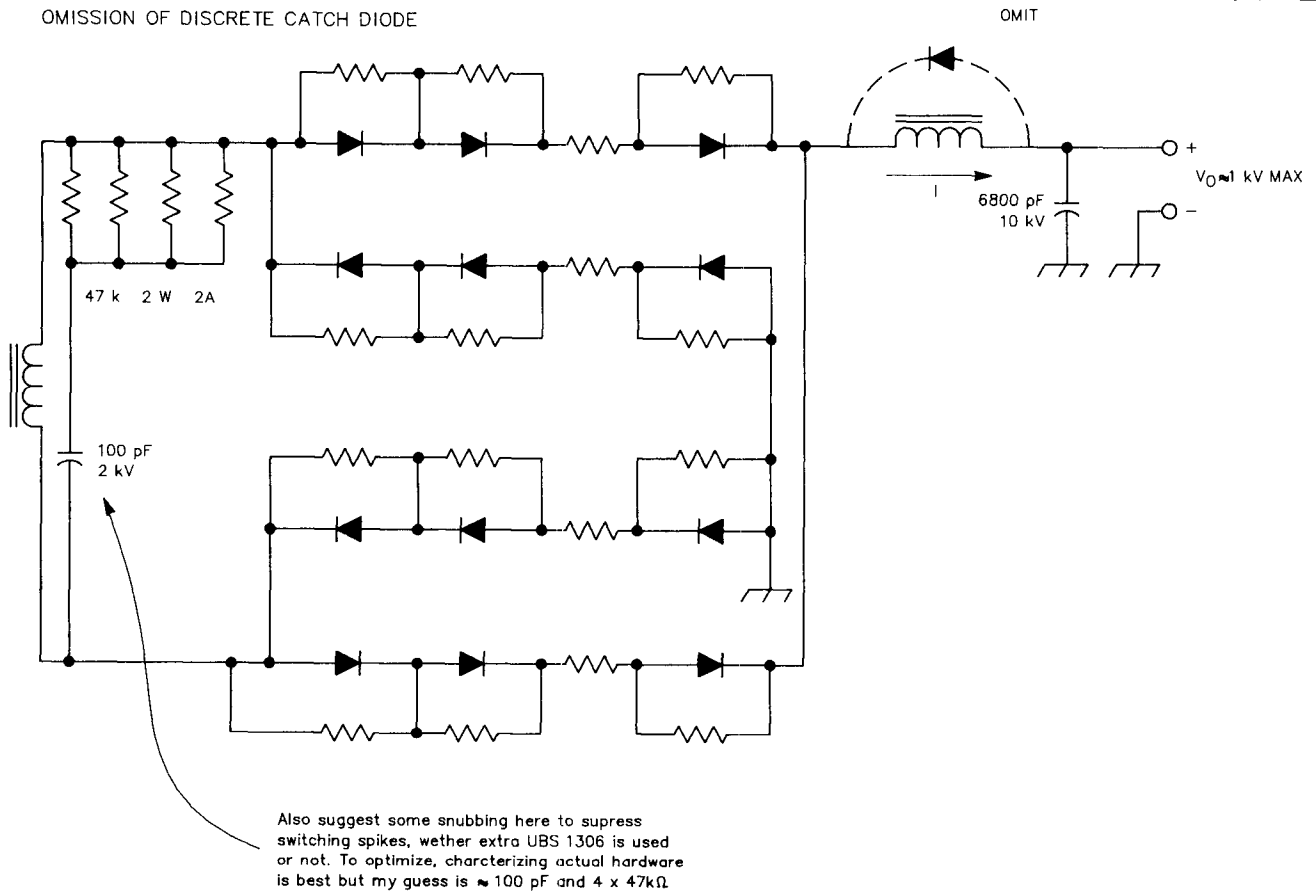 OMISSION OF DISCRETE CATCH DIODE
OMIT
+
V_O≈1 kV MAX
I
6800 pF
10 kV
-
47 k 2 W 2A
100 pF
2 kV
Also suggest some snubbing here to supress
switching spikes, wether extra UBS 1306 is used
or not. To optimize, charcterizing actual hardware
is best but my guess is ≈ 100 pF and 4 x 47kΩ